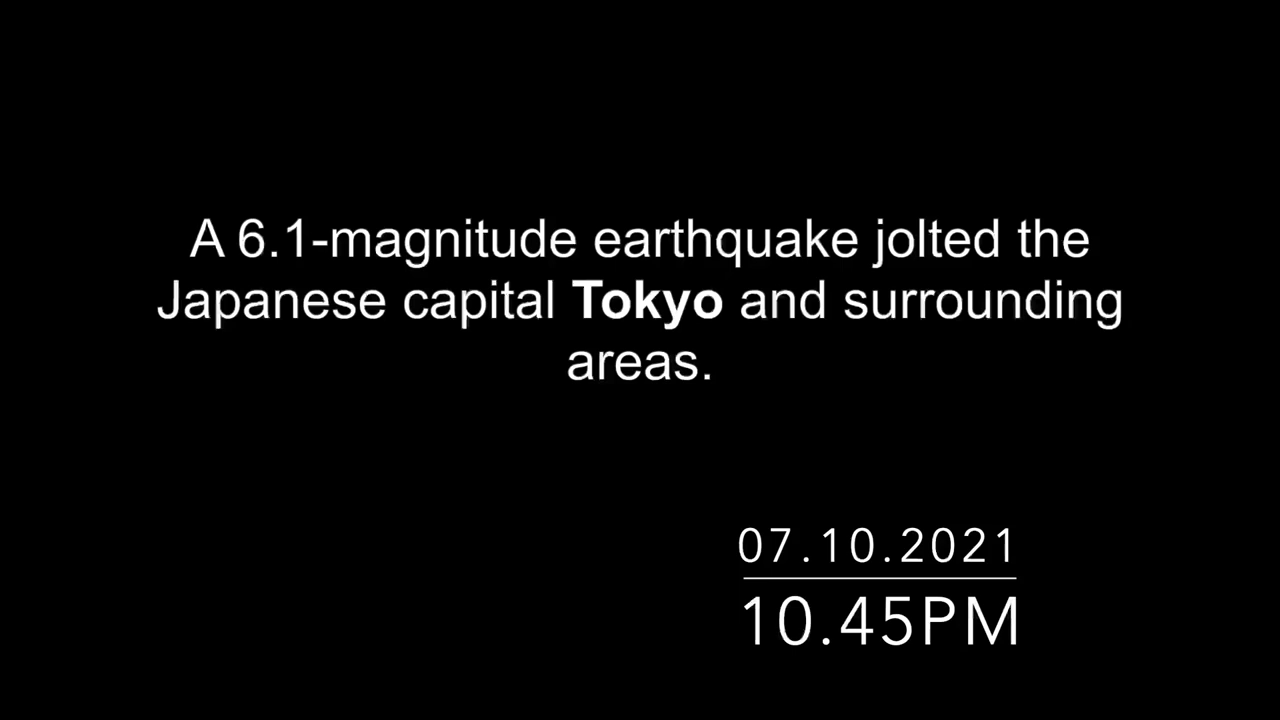 A 6.1-magnitude earthquake jolted the
Japanese capital Tokyo and surrounding
areas.
07.10.2021
10.45PM